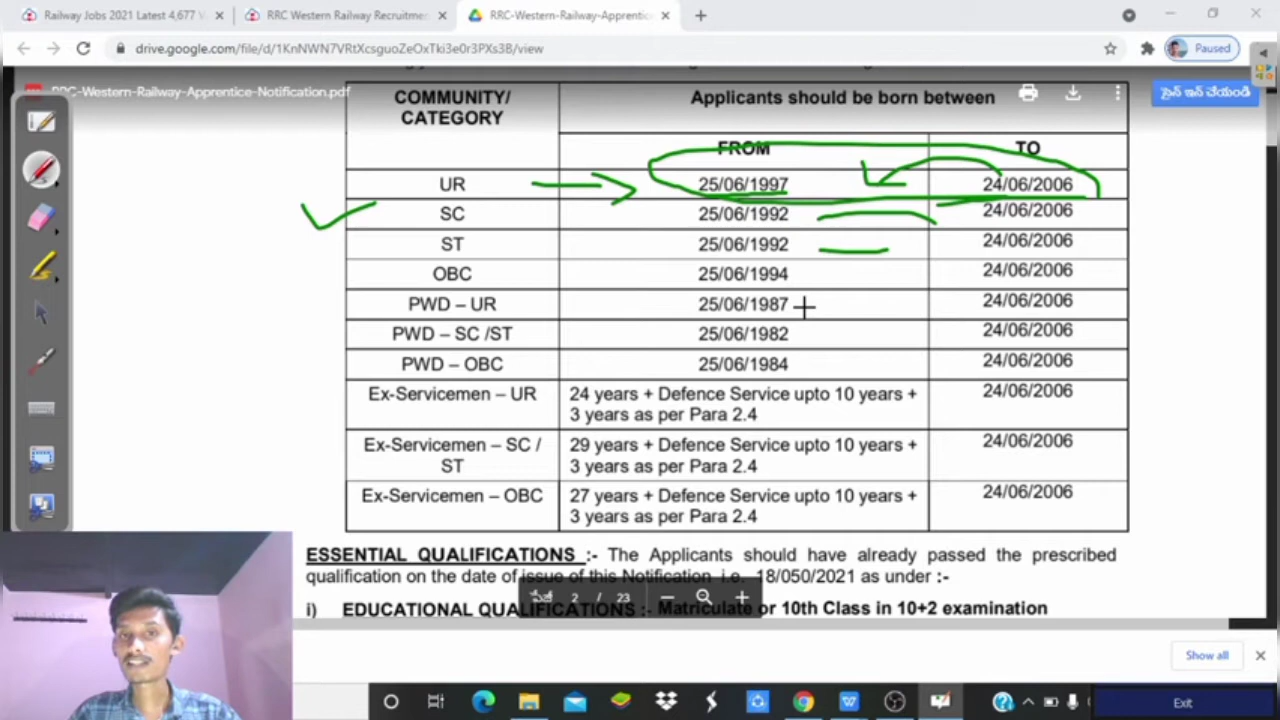 Railway Jobs 2021 Latest 4,677 V
RRC Western Railway Recruitmen
RRC-Western-Railway-Apprentice-
drive.google.com/file/d/1KnNWN7VRtXcsguoZeOxTki3e0r3PXs3B/view
Paused
RRC-Western-Railway-Apprentice-Notification.pdf
సైన్ ఇన్ చేయండి
COMMUNITY/ CATEGORY
Applicants should be born between
FROM TO
UR 25/06/1997 24/06/2006
SC 25/06/1992 24/06/2006
ST 25/06/1992 24/06/2006
OBC 25/06/1994 24/06/2006
PWD – UR 25/06/1987 24/06/2006
PWD – SC /ST 25/06/1982 24/06/2006
PWD – OBC 25/06/1984 24/06/2006
Ex-Servicemen – UR 24 years + Defence Service upto 10 years + 24/06/2006
3 years as per Para 2.4
Ex-Servicemen – SC / 29 years + Defence Service upto 10 years + 24/06/2006
ST 3 years as per Para 2.4
Ex-Servicemen – OBC 27 years + Defence Service upto 10 years + 24/06/2006
3 years as per Para 2.4
ESSENTIAL QUALIFICATIONS :- The Applicants should have already passed the prescribed
qualification on the date of issue of this Notification i.e. 18/050/2021 as under :-
పేజీ 2 / 23
i) EDUCATIONAL QUALIFICATIONS :- Matriculate or 10th Class in 10+2 examination
Show all
Exit